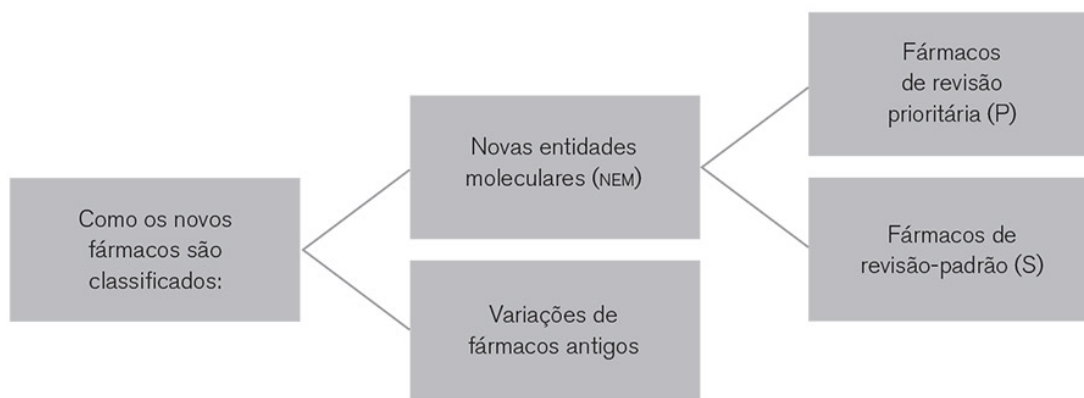 Como os novos
fármacos são
classificados:
Novas entidades
moleculares (NEM)
Variações de
fármacos antigos
Fármacos
de revisão
prioritária (P)
Fármacos de
revisão-padrão (S)